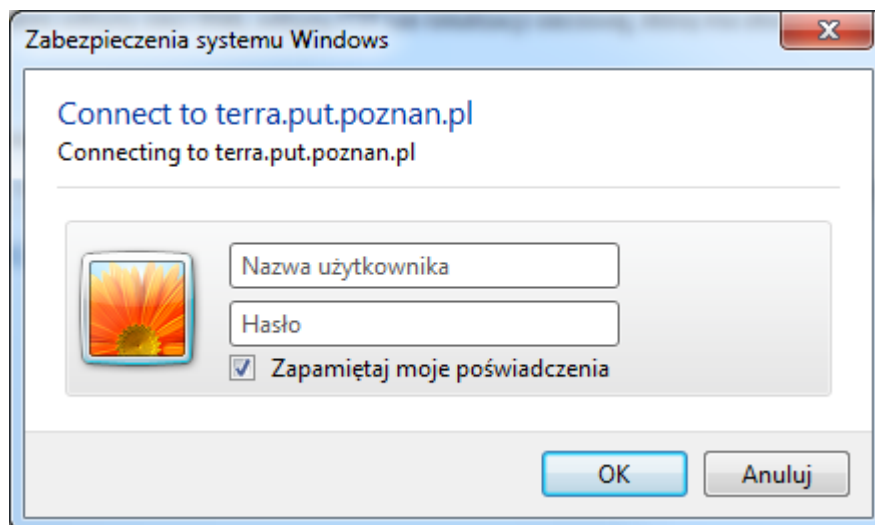 Zabezpieczenia systemu Windows
Connect to terra.put.poznan.pl
Connecting to terra.put.poznan.pl
Nazwa użytkownika
Hasło
Zapamiętaj moje poświadczenia
OK
Anuluj